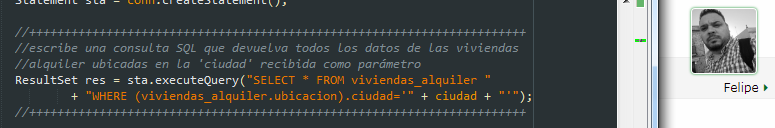 Statement sta = conn.createStatement();
//++++++++++++++++++++++++++++++++++++++++++++++++++++++++++++++++++
//escribe una consulta SQL que devuelva todos los datos de las viviendas
//alquiler ubicadas en la 'ciudad' recibida como parámetro
ResultSet res = sta.executeQuery("SELECT * FROM viviendas_alquiler "
+ "WHERE (viviendas_alquiler.ubicacion).ciudad='" + ciudad + "'");
//++++++++++++++++++++++++++++++++++++++++++++++++++++++++++++++++++
Felipe